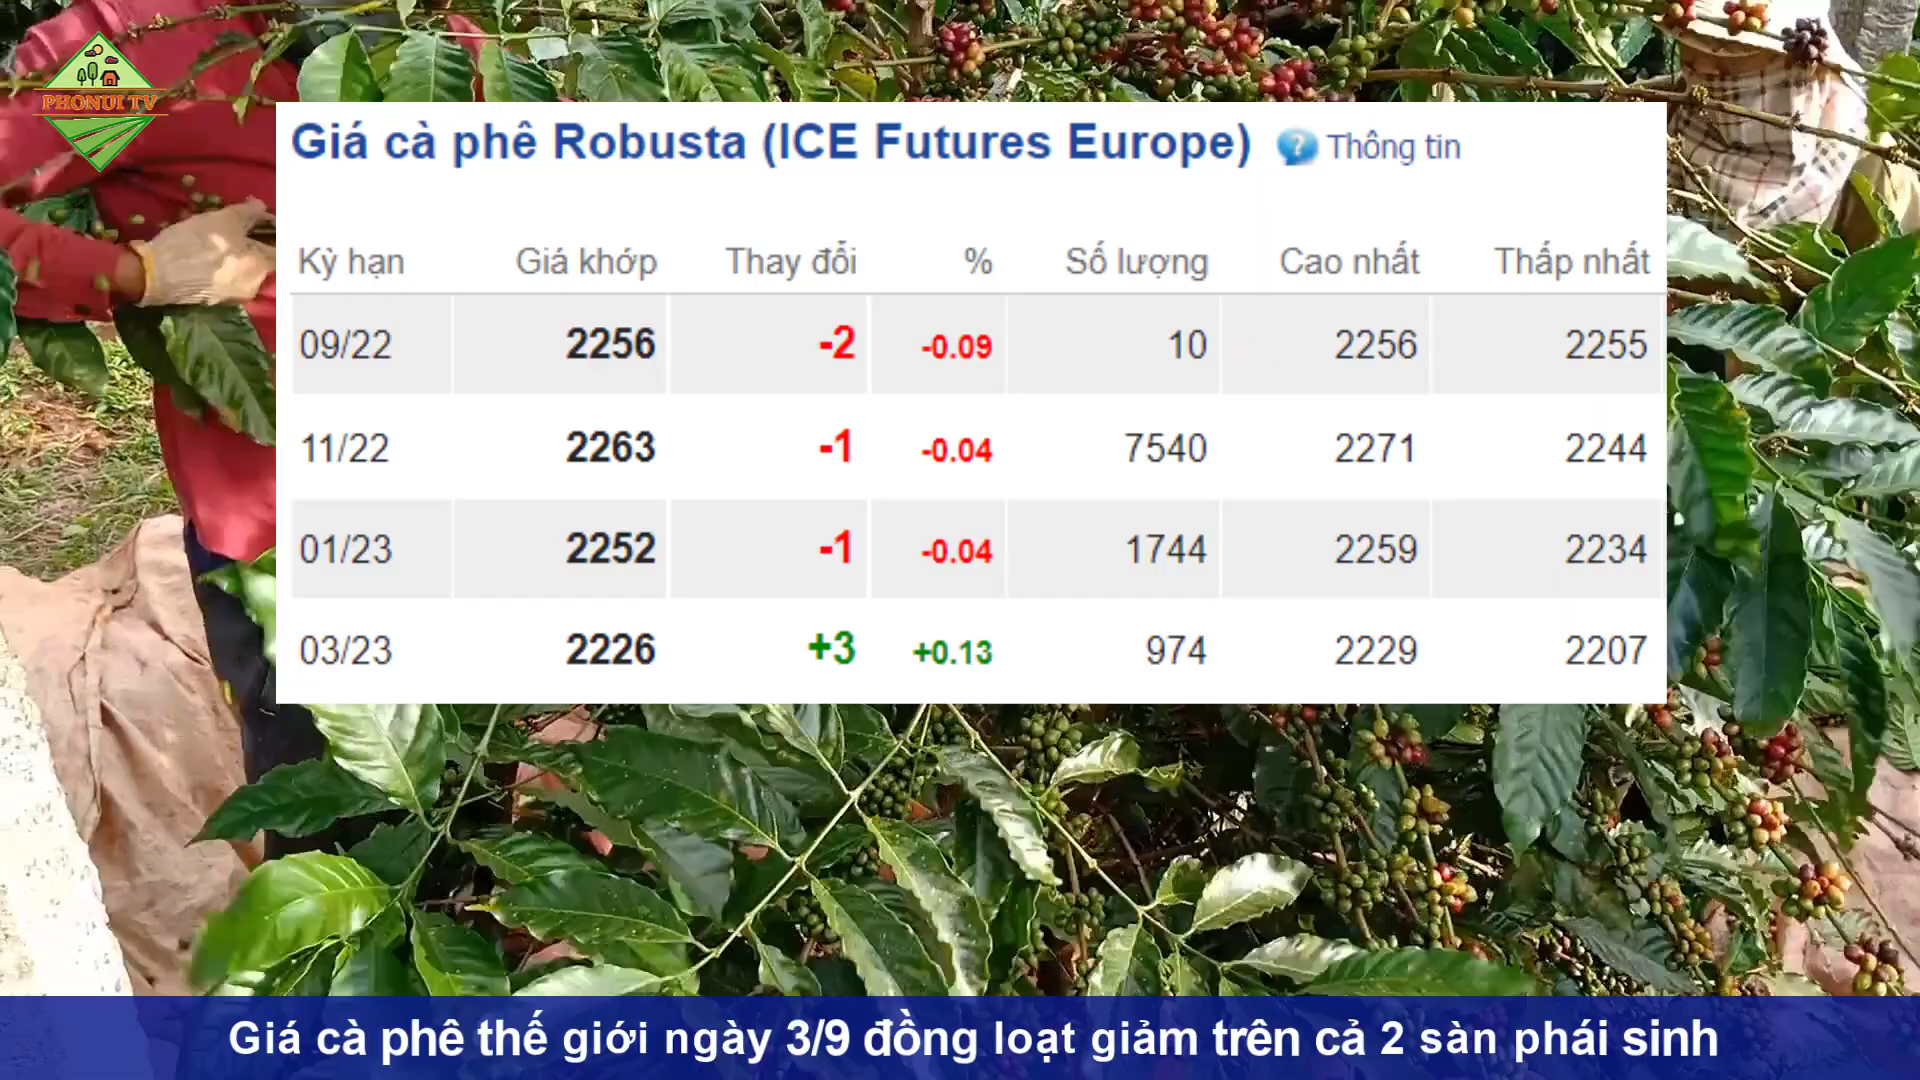 PHONUI TV
Giá cà phê Robusta (ICE Futures Europe) ? Thông tin
Kỳ hạn Giá khớp Thay đổi % Số lượng Cao nhất Thấp nhất
09/22 2256 -2 -0.09 10 2256 2255
11/22 2263 -1 -0.04 7540 2271 2244
01/23 2252 -1 -0.04 1744 2259 2234
03/23 2226 +3 +0.13 974 2229 2207
Giá cà phê thế giới ngày 3/9 đồng loạt giảm trên cả 2 sàn phái sinh